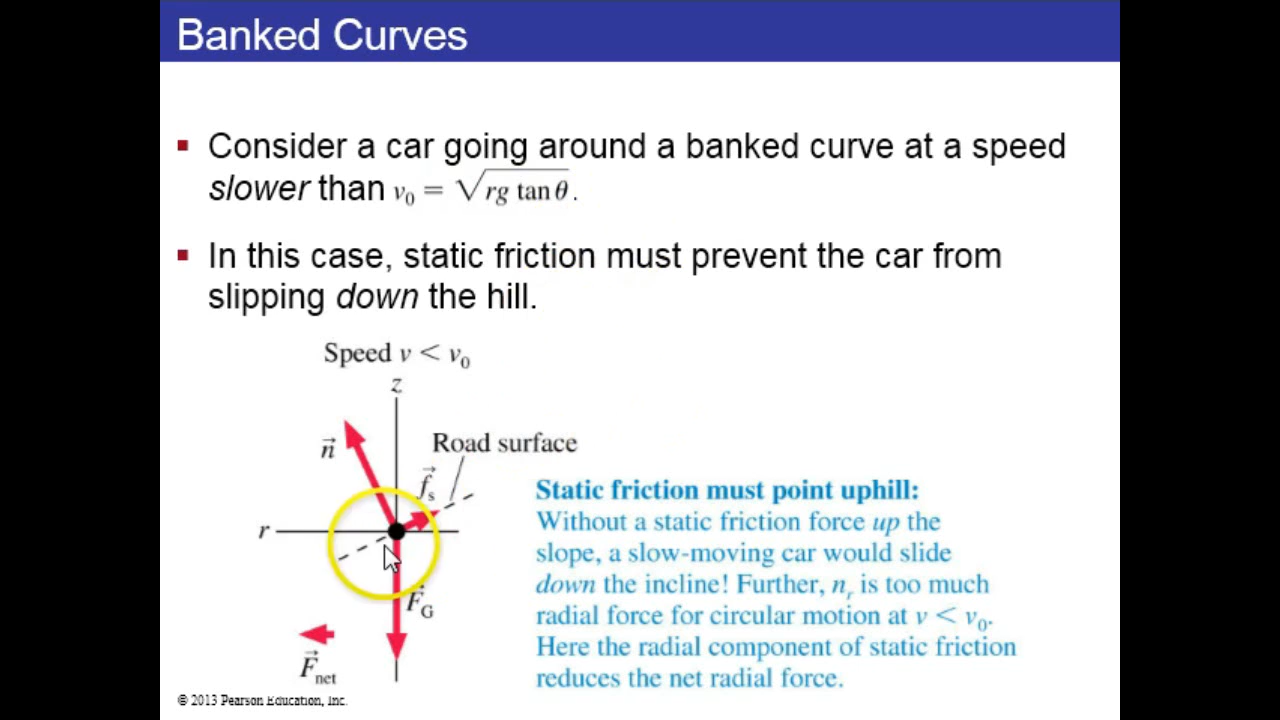 Banked Curves
▪ Consider a car going around a banked curve at a speed
slower than v₀ = √(rg tan θ).
▪ In this case, static friction must prevent the car from
slipping down the hill.
Speed v < v₀
z
n⃗
Road surface
f⃗ₛ
r
F⃗_G
F⃗_net
Static friction must point uphill:
Without a static friction force up the
slope, a slow-moving car would slide
down the incline! Further, nᵣ is too much
radial force for circular motion at v < v₀.
Here the radial component of static friction
reduces the net radial force.
© 2013 Pearson Education, Inc.